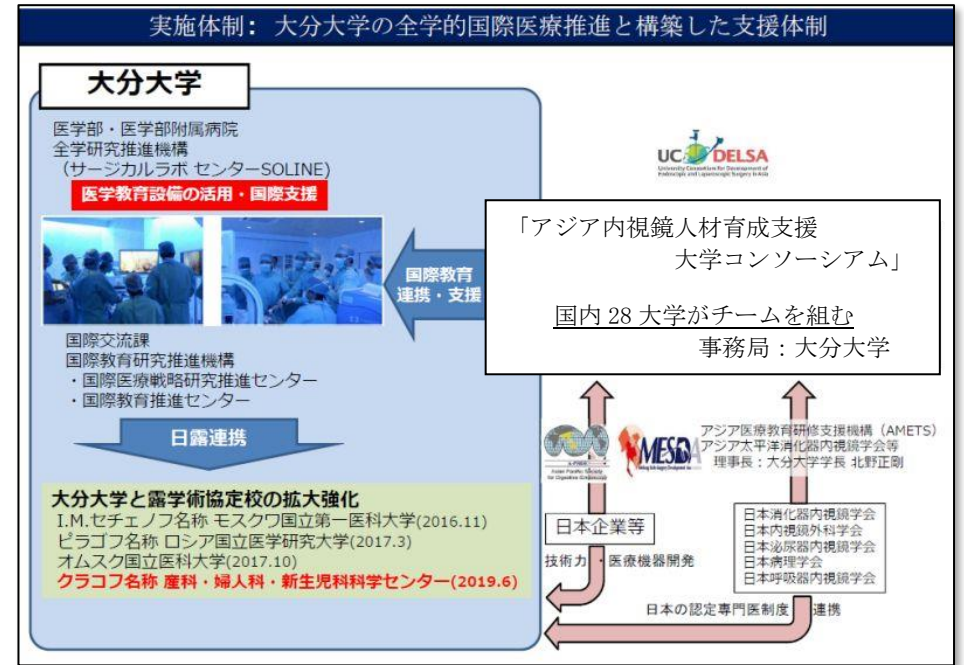 実施体制： 大分大学の全学的国際医療推進と構築した支援体制
大分大学
医学部・医学部附属病院
全学研究推進機構
（サージカルラボ センターSOLINE)
医学教育設備の活用・国際支援
国際教育
連携・支援
国際交流課
国際教育研究推進機構
・国際医療戦略研究推進センター
・国際教育推進センター
日露連携
大分大学と露学術協定校の拡大強化
I.M.セチェノフ名称 モスクワ国立第一医科大学(2016.11)
ピラゴフ名称 ロシア国立医学研究大学(2017.3)
オムスク国立医科大学(2017.10)
クラコフ名称 産科・婦人科・新生児科科学センター(2019.6)
UC DELSA
University Consortium for Development of
Endoscopic and Laparoscopic Surgery in Asia
「アジア内視鏡人材育成支援
大学コンソーシアム」
国内 28 大学がチームを組む
事務局：大分大学
MESDA
アジア医療教育研修支援機構（AMETS）
アジア太平洋消化器内視鏡学会等
理事長：大分大学学長 北野正剛
日本企業等
技術力・医療機器開発
日本消化器内視鏡学会
日本内視鏡外科学会
日本泌尿器内視鏡学会
日本病理学会
日本呼吸器内視鏡学会
日本の認定専門医制度 連携